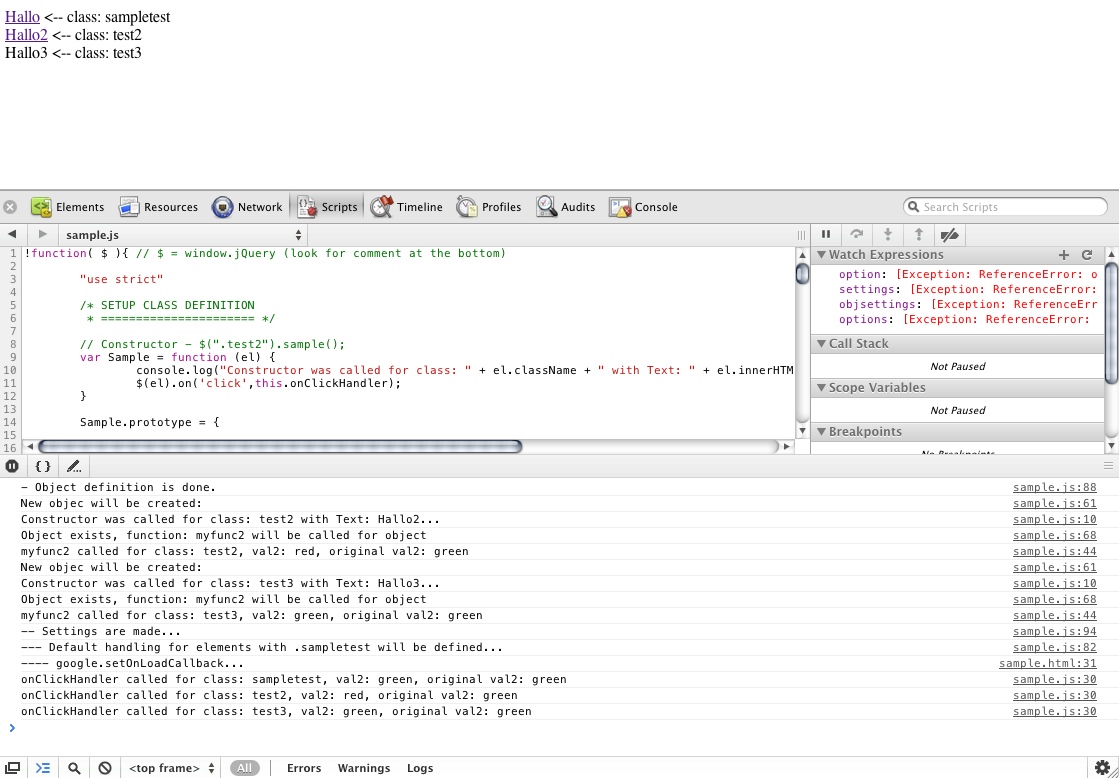 Hallo <-- class: sampletest
Hallo2 <-- class: test2
Hallo3 <-- class: test3
Elements Resources Network Scripts Timeline Profiles Audits Console Search Scripts
sample.js
1 !function( $ ){ // $ = window.jQuery (look for comment at the bottom)
2
3 "use strict"
4
5 /* SETUP CLASS DEFINITION
6 * ====================== */
7
8 // Constructor - $(".test2").sample();
9 var Sample = function (el) {
10 console.log("Constructor was called for class: " + el.className + " with Text: " + el.innerHTM
11 $(el).on('click',this.onClickHandler);
12 }
13
14 Sample.prototype = {
15
16
Watch Expressions
option: [Exception: ReferenceError: o
settings: [Exception: ReferenceError:
objsettings: [Exception: ReferenceErr
options: [Exception: ReferenceError:
Call Stack
Not Paused
Scope Variables
Not Paused
Breakpoints
No Breakpoints
{ }
- Object definition is done. sample.js:88
New objec will be created: sample.js:61
Constructor was called for class: test2 with Text: Hallo2... sample.js:10
Object exists, function: myfunc2 will be called for object sample.js:68
myfunc2 called for class: test2, val2: red, original val2: green sample.js:44
New objec will be created: sample.js:61
Constructor was called for class: test3 with Text: Hallo3... sample.js:10
Object exists, function: myfunc2 will be called for object sample.js:68
myfunc2 called for class: test3, val2: green, original val2: green sample.js:44
-- Settings are made... sample.js:94
--- Default handling for elements with .sampletest will be defined... sample.js:82
---- google.setOnLoadCallback... sample.html:31
onClickHandler called for class: sampletest, val2: green, original val2: green sample.js:30
onClickHandler called for class: test2, val2: red, original val2: green sample.js:30
onClickHandler called for class: test3, val2: green, original val2: green sample.js:30
>
<top frame> All Errors Warnings Logs